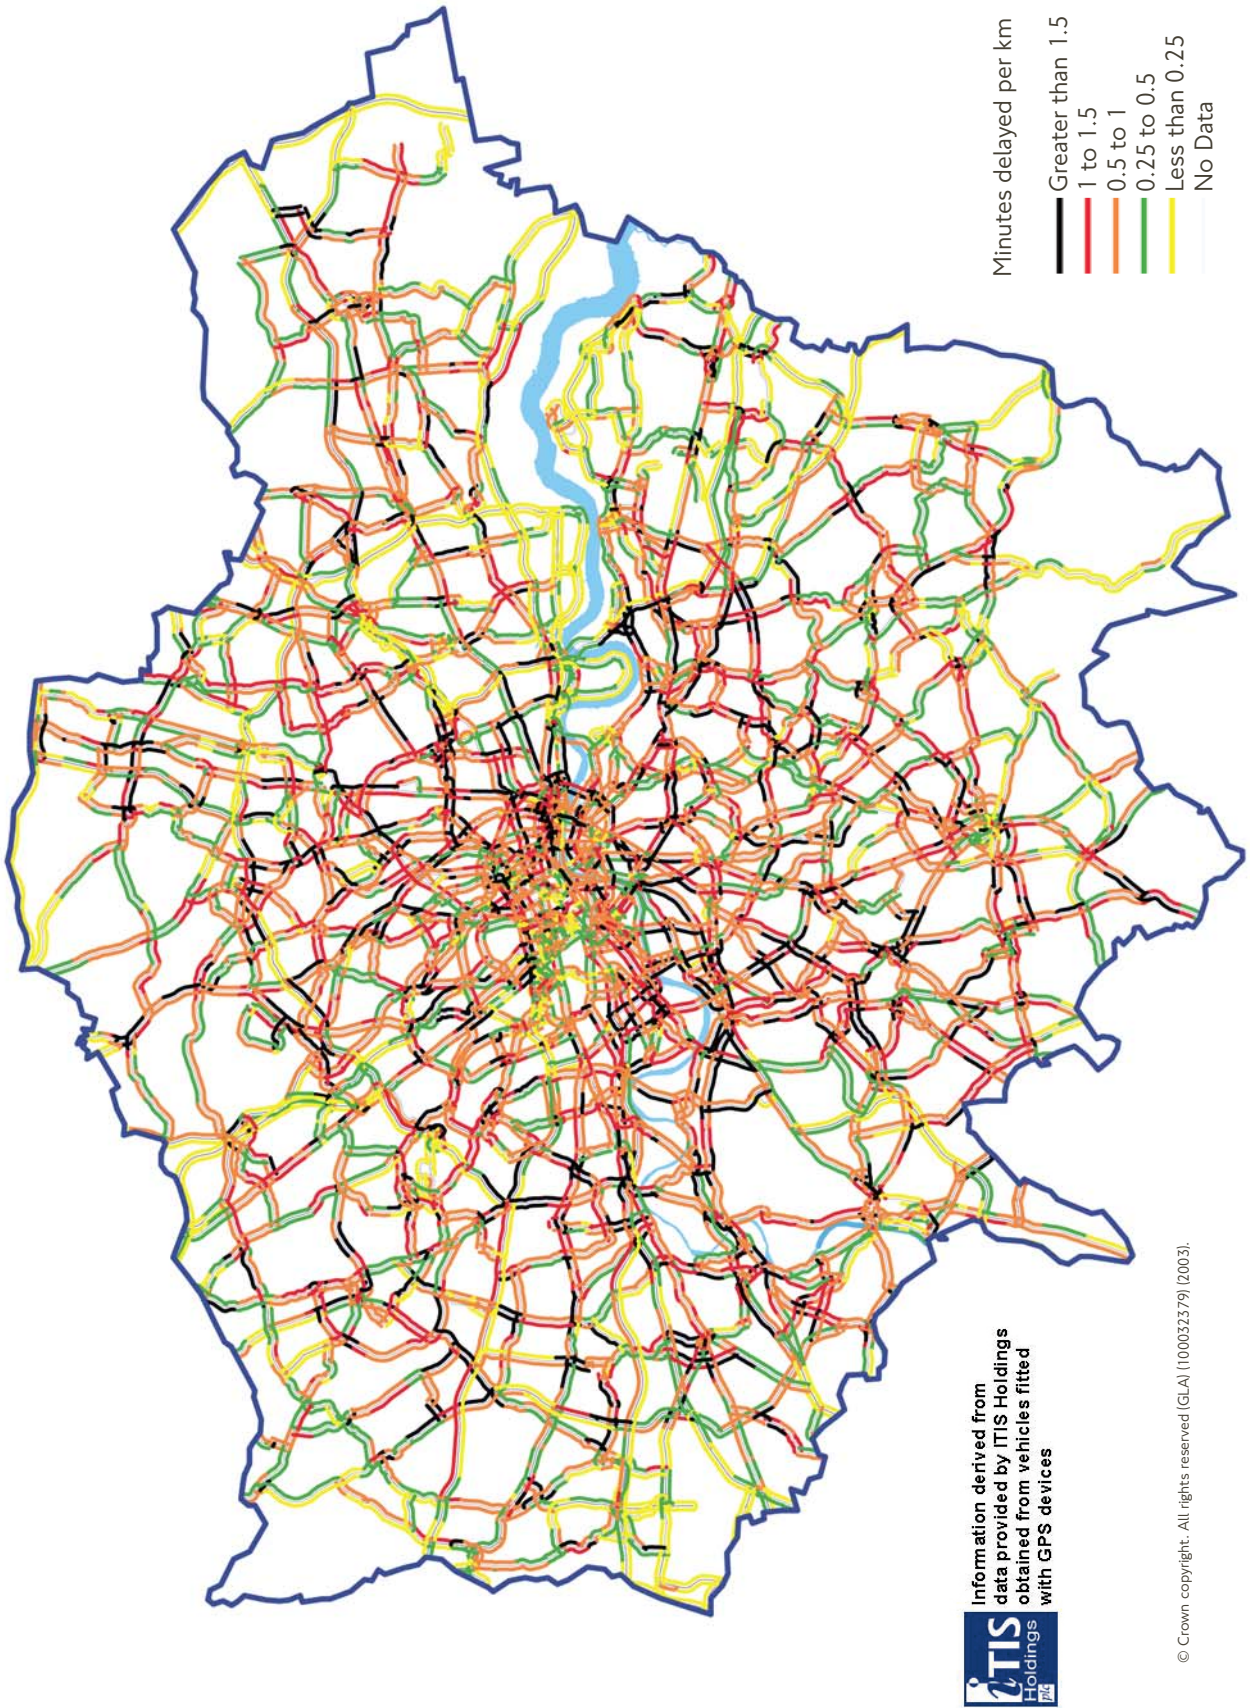 Minutes delayed per km
Greater than 1.5
1 to 1.5
0.5 to 1
0.25 to 0.5
Less than 0.25
No Data
iTIS
Holdings
plc
Information derived from
data provided by ITIS Holdings
obtained from vehicles fitted
with GPS devices
© Crown copyright. All rights reserved (GLA) (100032379) (2003).